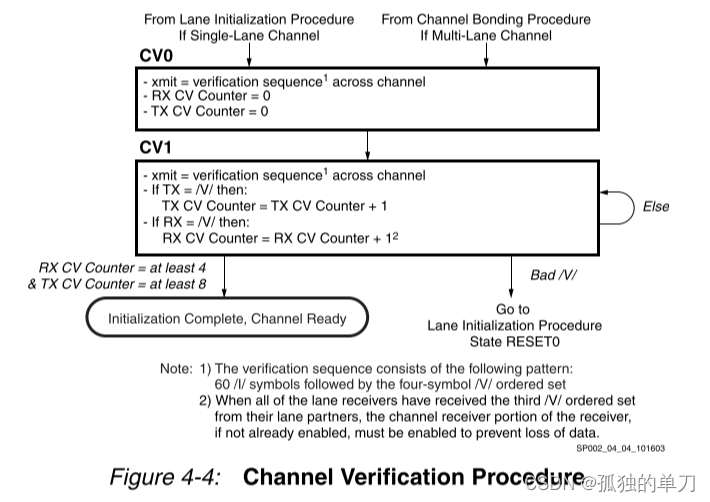 From Lane Initialization Procedure
If Single-Lane Channel
From Channel Bonding Procedure
If Multi-Lane Channel
CV0
- xmit = verification sequence¹ across channel
- RX CV Counter = 0
- TX CV Counter = 0
CV1
- xmit = verification sequence¹ across channel
- If TX = /V/ then:
TX CV Counter = TX CV Counter + 1
- If RX = /V/ then:
RX CV Counter = RX CV Counter + 1²
Else
RX CV Counter = at least 4
& TX CV Counter = at least 8
Bad /V/
Initialization Complete, Channel Ready
Go to
Lane Initialization Procedure
State RESET0
Note: 1) The verification sequence consists of the following pattern:
60 /I/ symbols followed by the four-symbol /V/ ordered set
2) When all of the lane receivers have received the third /V/ ordered set
from their lane partners, the channel receiver portion of the receiver,
if not already enabled, must be enabled to prevent loss of data.
SP002_04_04_101603
Figure 4-4: Channel Verification Procedure
CSDN @孤独的单刀